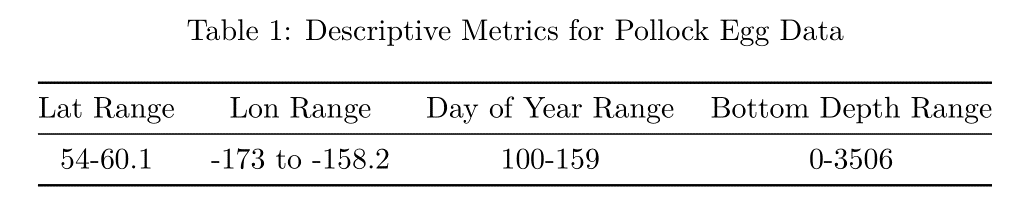 Table 1: Descriptive Metrics for Pollock Egg Data
Lat Range Lon Range Day of Year Range Bottom Depth Range
54-60.1 -173 to -158.2 100-159 0-3506